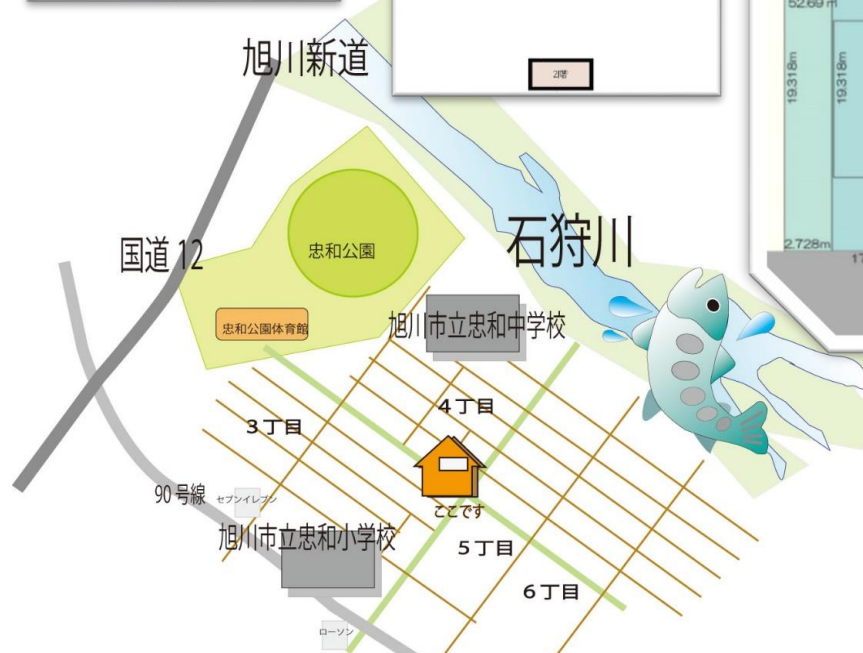 52.69 m
旭川新道
2階
19.318m
19.318m
石狩川
国道 12
忠和公園
2.728m
17
忠和公園体育館
旭川市立忠和中学校
4丁目
3丁目
90号線
セブンイレブン
ここです
旭川市立忠和小学校
5丁目
6丁目
ローソン